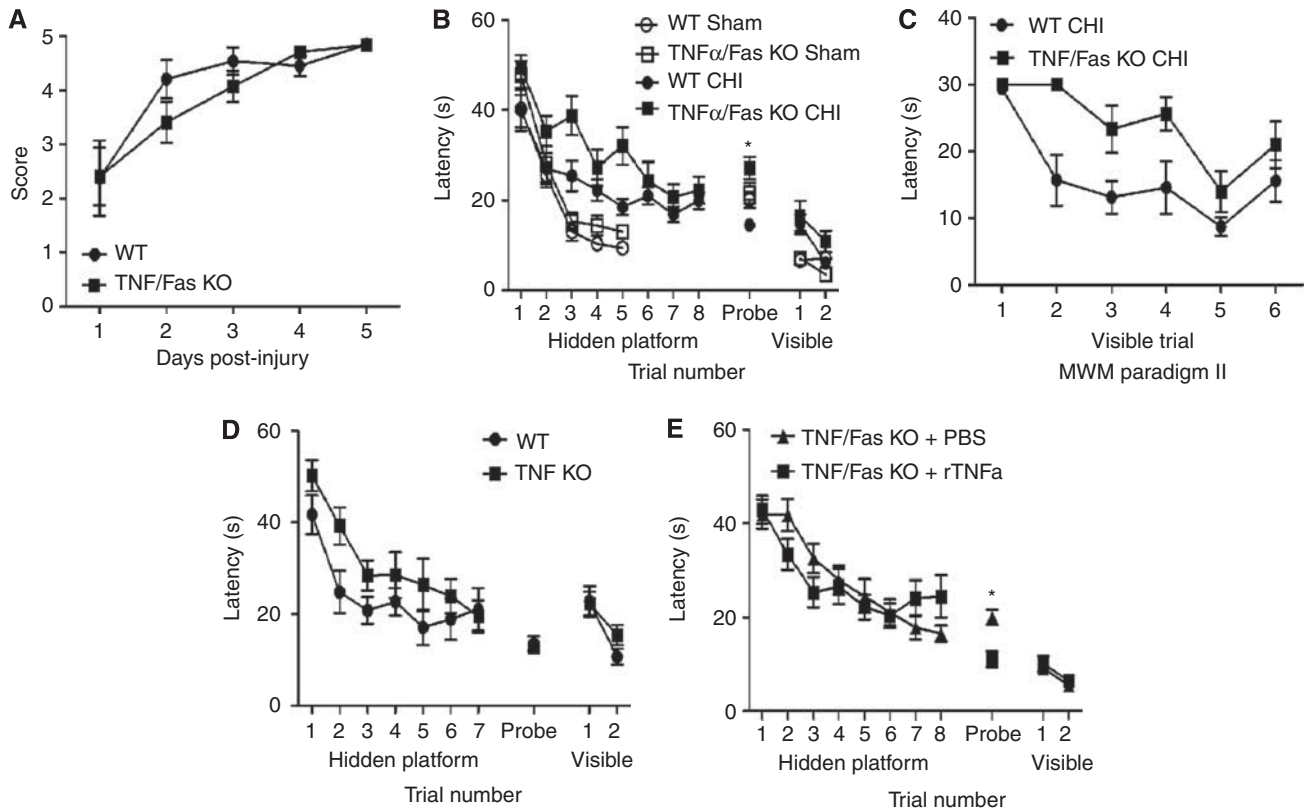 A
5
4
3
2
1
0
Score
WT
TNF/Fas KO
1 2 3 4 5
Days post-injury
B
60
40
20
0
Latency (s)
WT Sham
TNFα/Fas KO Sham
WT CHI
TNFα/Fas KO CHI
*
1 2 3 4 5 6 7 8 Probe 1 2
Hidden platform Visible
Trial number
C
40
30
20
10
0
Latency (s)
WT CHI
TNF/Fas KO CHI
1 2 3 4 5 6
Visible trial
MWM paradigm II
D
60
40
20
0
Latency (s)
WT
TNF KO
1 2 3 4 5 6 7 Probe 1 2
Hidden platform Visible
Trial number
E
60
40
20
0
Latency (s)
TNF/Fas KO + PBS
TNF/Fas KO + rTNFa
*
1 2 3 4 5 6 7 8 Probe 1 2
Hidden platform Visible
Trial number